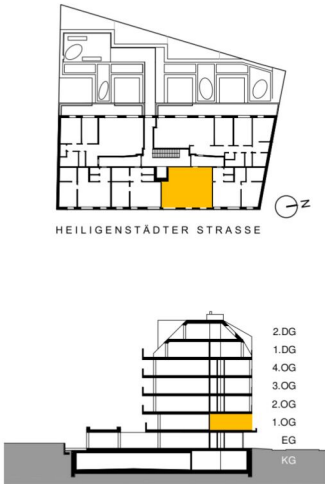 N
HEILIGENSTÄDTER STRASSE
2.DG
1.DG
4.OG
3.OG
2.OG
1.OG
EG
KG